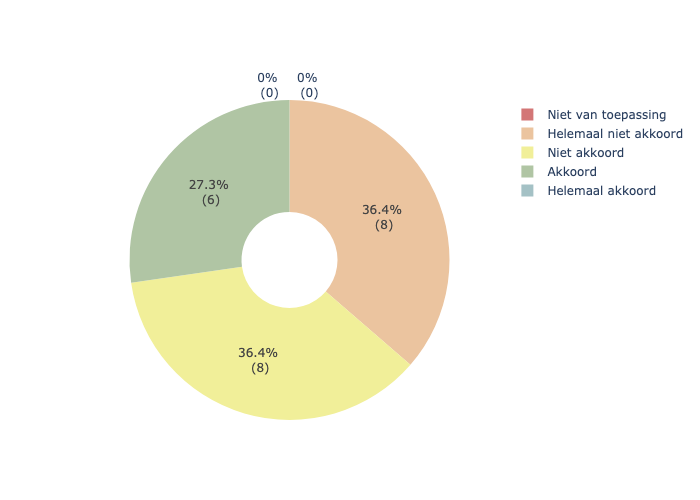 0%
(0)
0%
(0)
27.3%
(6)
36.4%
(8)
36.4%
(8)
Niet van toepassing
Helemaal niet akkoord
Niet akkoord
Akkoord
Helemaal akkoord